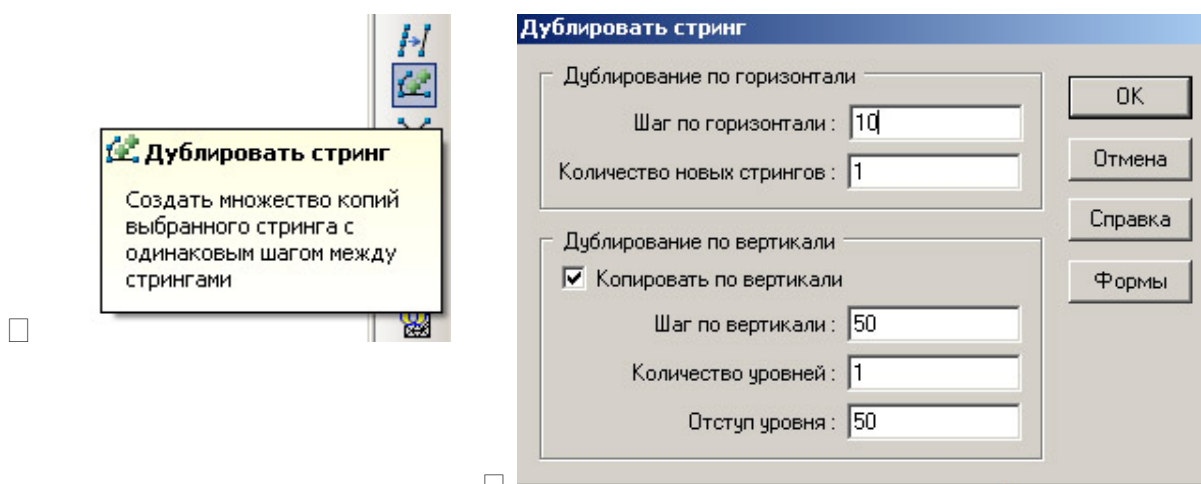 Дублировать стринг
Создать множество копий
выбранного стринга с
одинаковым шагом между
стрингами
Дублировать стринг
Дублирование по горизонтали
Шаг по горизонтали : 10
Количество новых стрингов : 1
Дублирование по вертикали
Копировать по вертикали
Шаг по вертикали : 50
Количество уровней : 1
Отступ уровня : 50
OK
Отмена
Справка
Формы